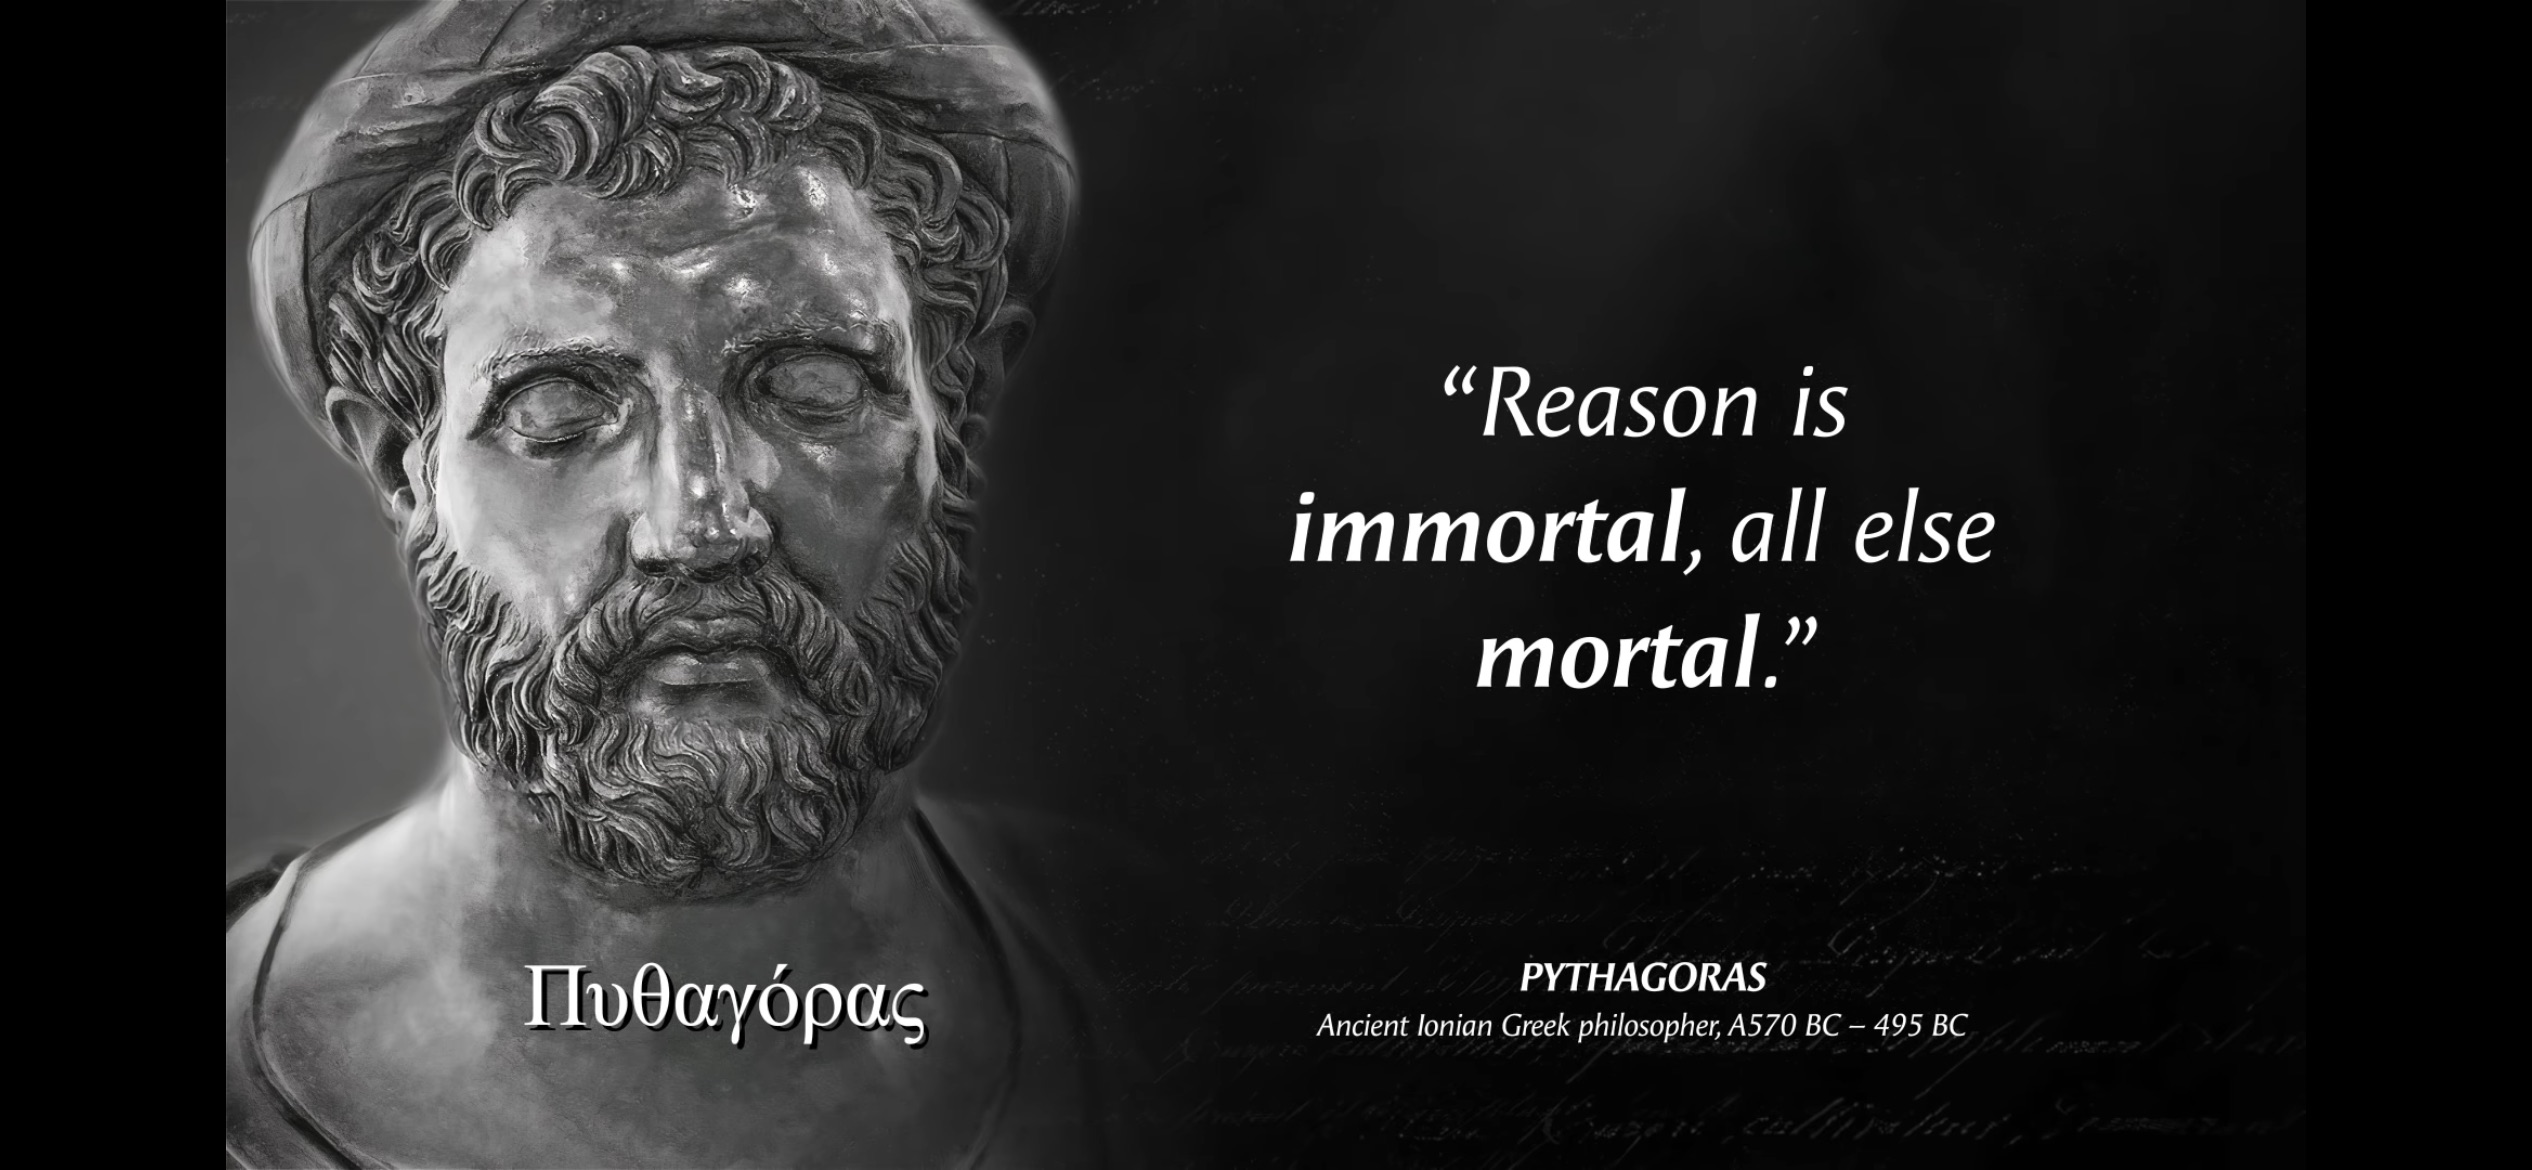 “Reason is
immortal, all else
mortal.”
Πυθαγόρας
PYTHAGORAS
Ancient Ionian Greek philosopher, A570 BC – 495 BC